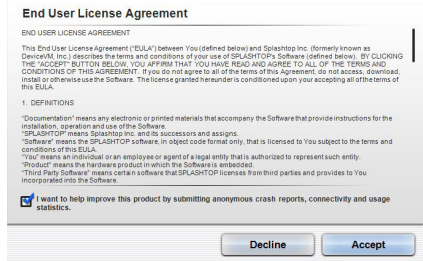 End User License Agreement
END USER LICENSE AGREEMENT
This End User License Agreement ("EULA") between You (defined below) and Splashtop Inc. (formerly known as
DeviceVM, Inc.) describes the terms and conditions of your use of SPLASHTOP's Software (defined below). BY CLICKING
THE "ACCEPT" BUTTON BELOW, YOU AFFIRM THAT YOU HAVE READ AND AGREE TO ALL OF THE TERMS AND
CONDITIONS OF THIS AGREEMENT. If you do not agree to all of the terms of this Agreement, do not access, download,
install or otherwise use the Software. The license granted hereunder is conditioned upon your accepting all of the terms of
this EULA.
1. DEFINITIONS
"Documentation" means any electronic or printed materials that accompany the Software that provide instructions for the
installation, operation and use of the Software.
"SPLASHTOP" means Splashtop Inc. and its successors and assigns.
"Software" means the SPLASHTOP software, in object code format only, that is licensed to You subject to the terms and
conditions of this EULA.
"You" means an individual or an employee or agent of a legal entity that is authorized to represent such entity.
"Product" means the hardware product in which the Software is embedded.
"Third Party Software" means certain software that SPLASHTOP licenses from third parties and provides to You
incorporated into the Software.
I want to help improve this product by submitting anonymous crash reports, connectivity and usage
statistics.
Decline Accept